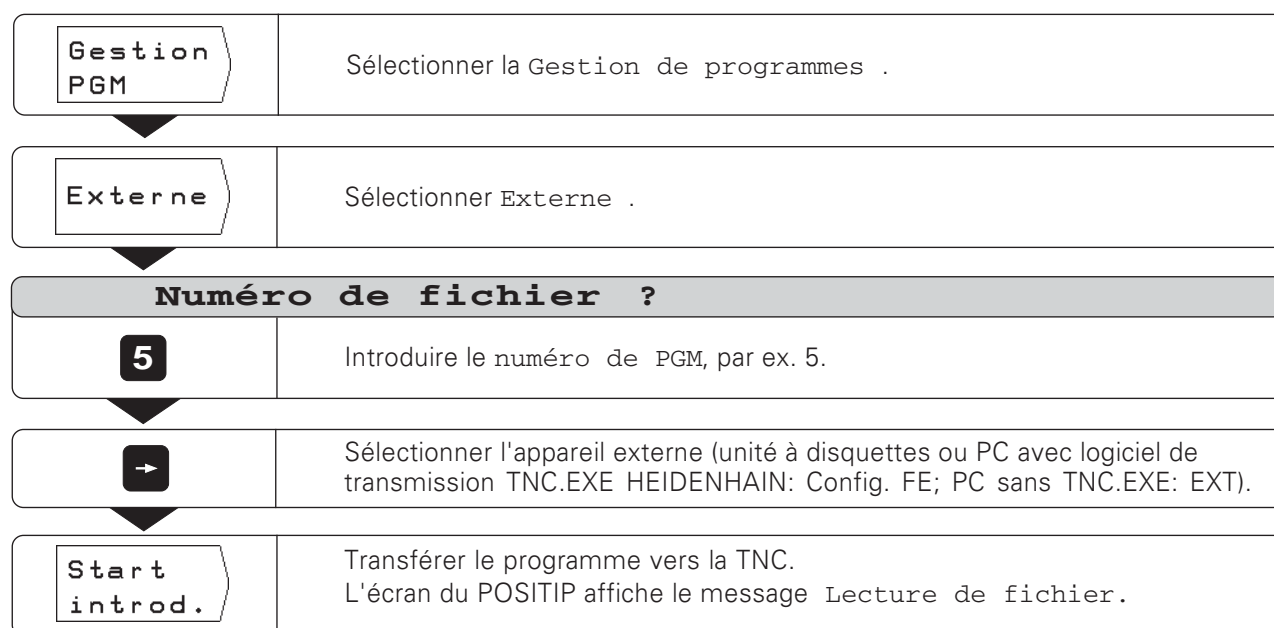 Gestion
PGM
Sélectionner la Gestion de programmes .
Externe
Sélectionner Externe .
Numéro de fichier ?
5
Introduire le numéro de PGM, par ex. 5.
→
Sélectionner l'appareil externe (unité à disquettes ou PC avec logiciel de
transmission TNC.EXE HEIDENHAIN: Config. FE; PC sans TNC.EXE: EXT).
Start
introd.
Transférer le programme vers la TNC.
L'écran du POSITIP affiche le message Lecture de fichier.